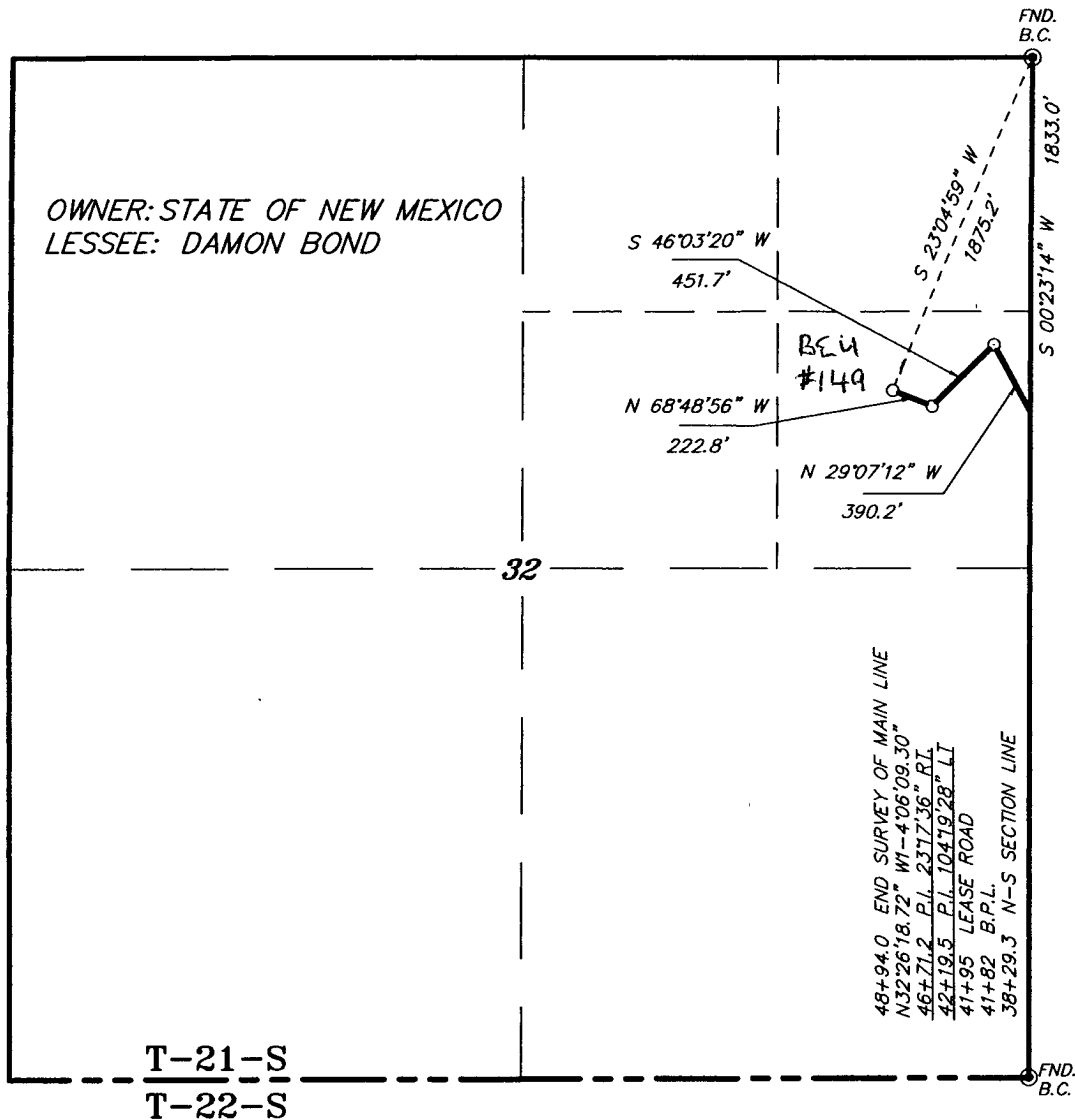 FND.
B.C.
1833.0'
S 23°04'59" W
1875.2'
OWNER: STATE OF NEW MEXICO
LESSEE: DAMON BOND
S 46°03'20" W
451.7'
S 00°23'14" W
#149
N 68°48'56" W
222.8'
N 29°07'12" W
390.2'
32
48+94.0 END SURVEY OF MAIN LINE
N32°26'18.72" W1-4°06'09.30"
46+71.2 P.I. 23°17'36" RT.
42+19.5 P.I. 104°19'28" LT
41+95 LEASE ROAD
41+82 B.P.L.
38+29.3 N-S SECTION LINE
T-21-S
T-22-S
FND.
B.C.